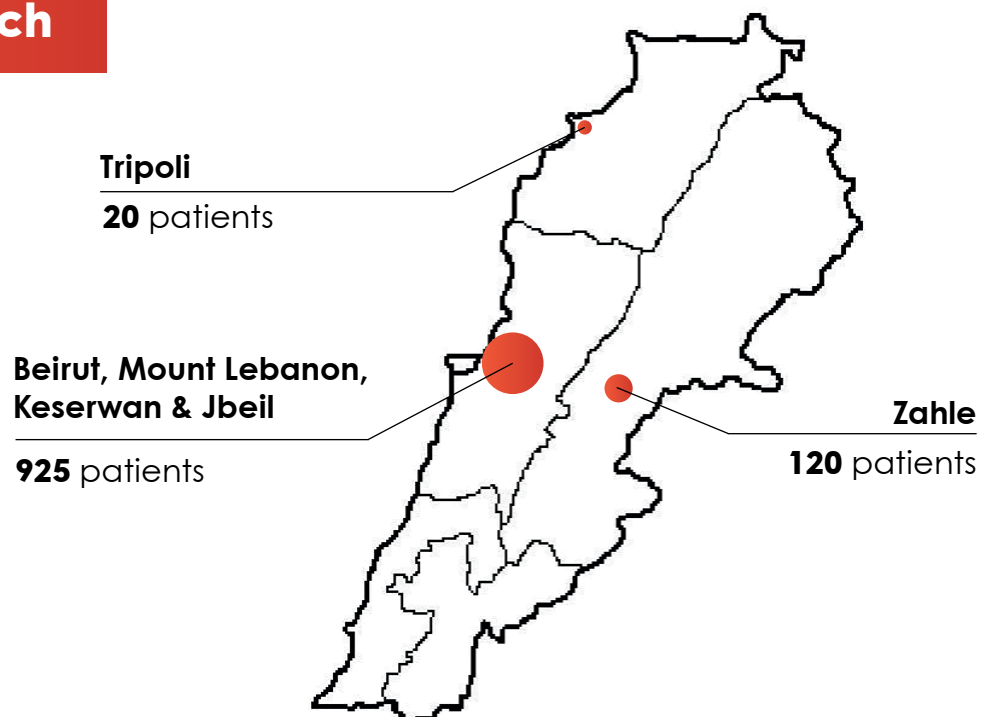 ch
Tripoli
20 patients
Beirut, Mount Lebanon,
Keserwan & Jbeil
925 patients
Zahle
120 patients